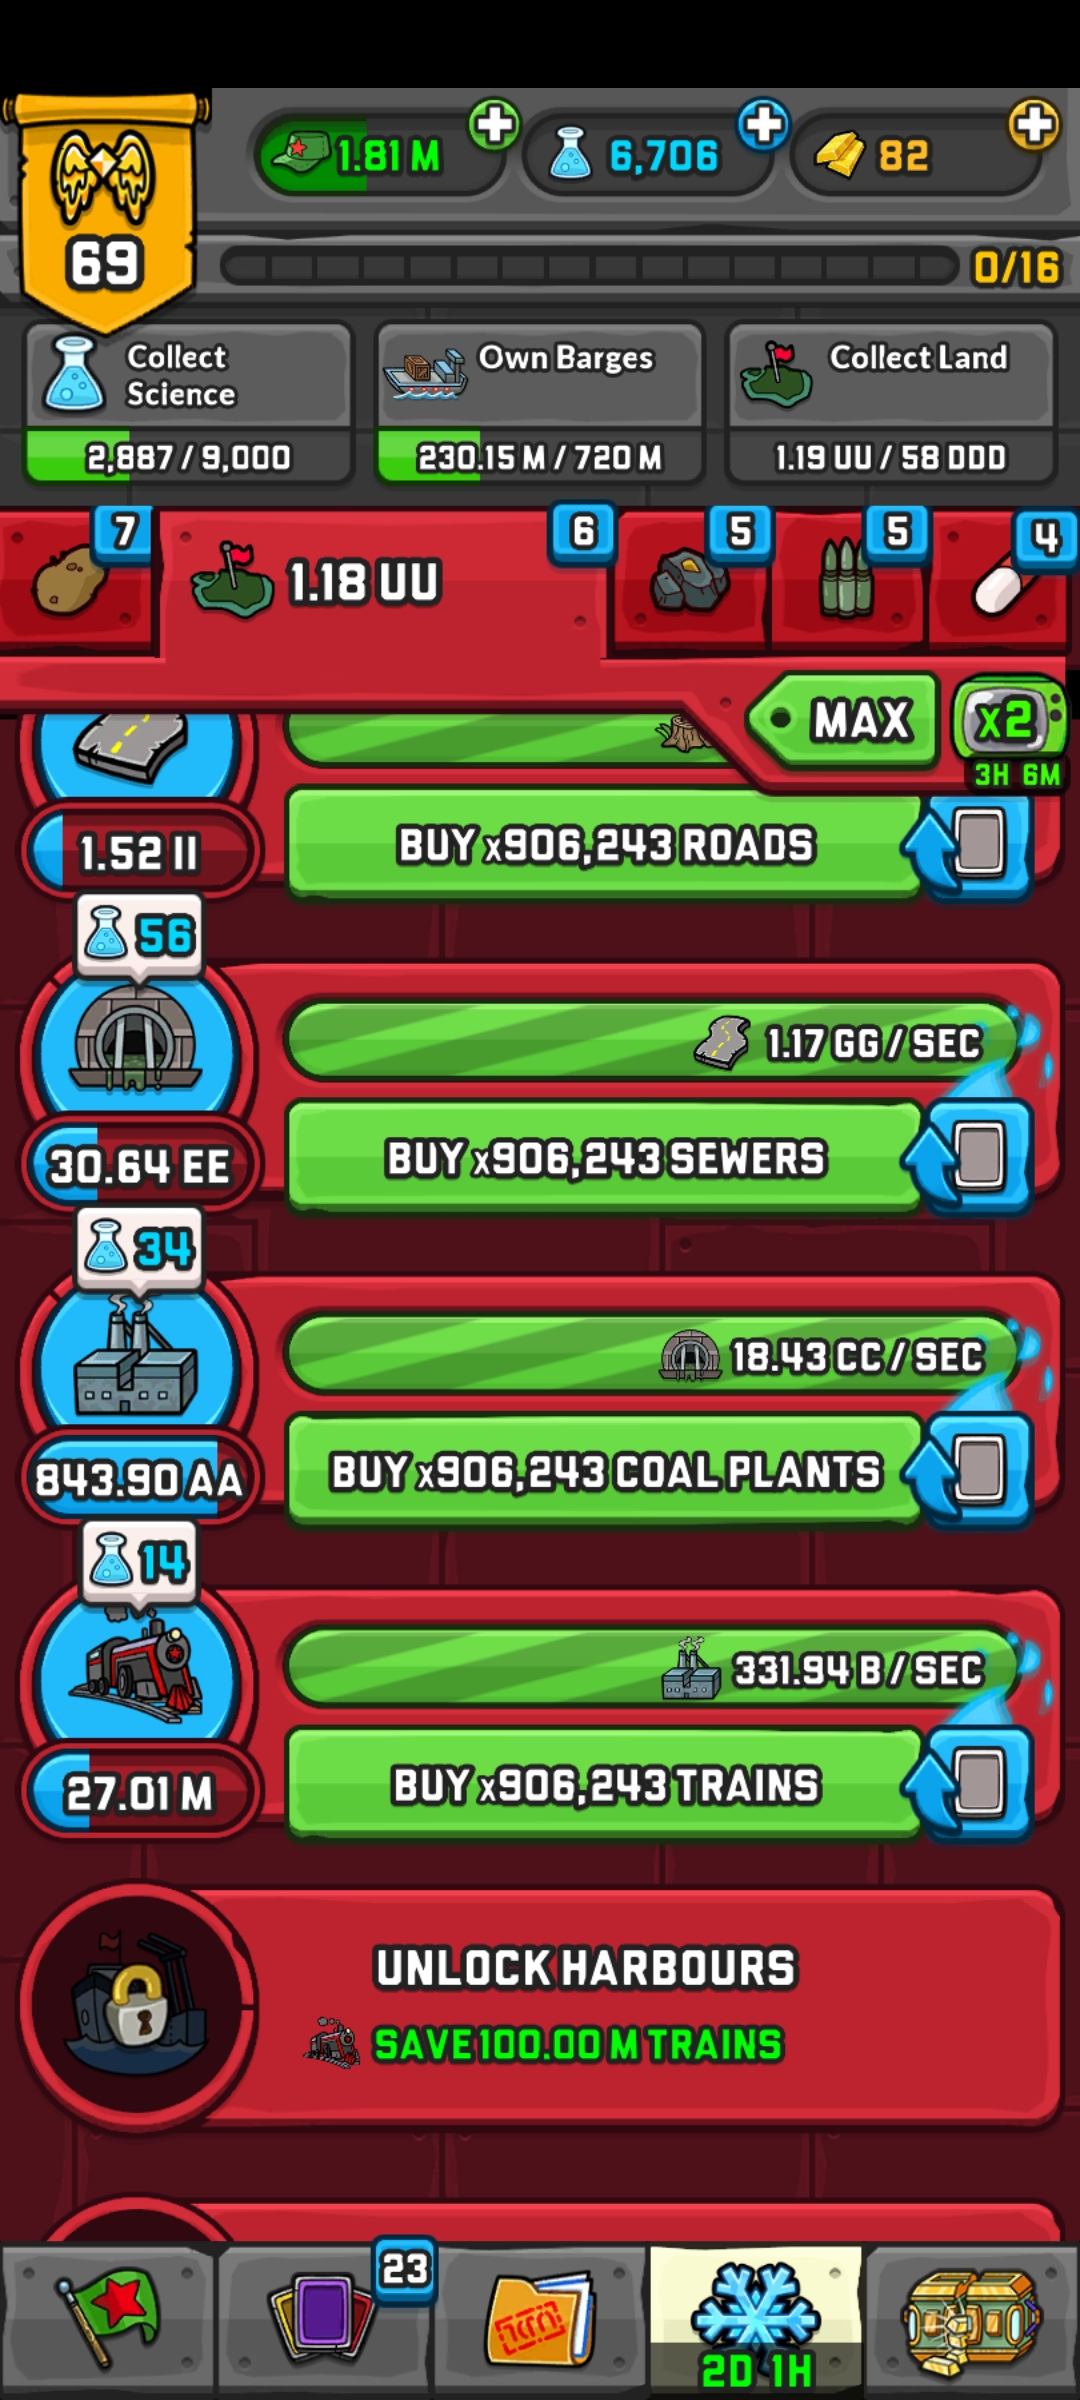 1.81 M
6,706
82
69
0/16
Collect
Science
2,887 / 9,000
Own Barges
230.15 M / 720 M
Collect Land
1.19 UU / 58 DDD
7
1.18 UU
6
5
5
4
MAX
x2
3H 6M
1.52 II
BUY x906,243 ROADS
56
1.17 GG / SEC
30.64 EE
BUY x906,243 SEWERS
34
18.43 CC / SEC
843.90 AA
BUY x906,243 COAL PLANTS
14
331.94 B / SEC
27.01 M
BUY x906,243 TRAINS
UNLOCK HARBOURS
SAVE 100.00 M TRAINS
23
2D 1H